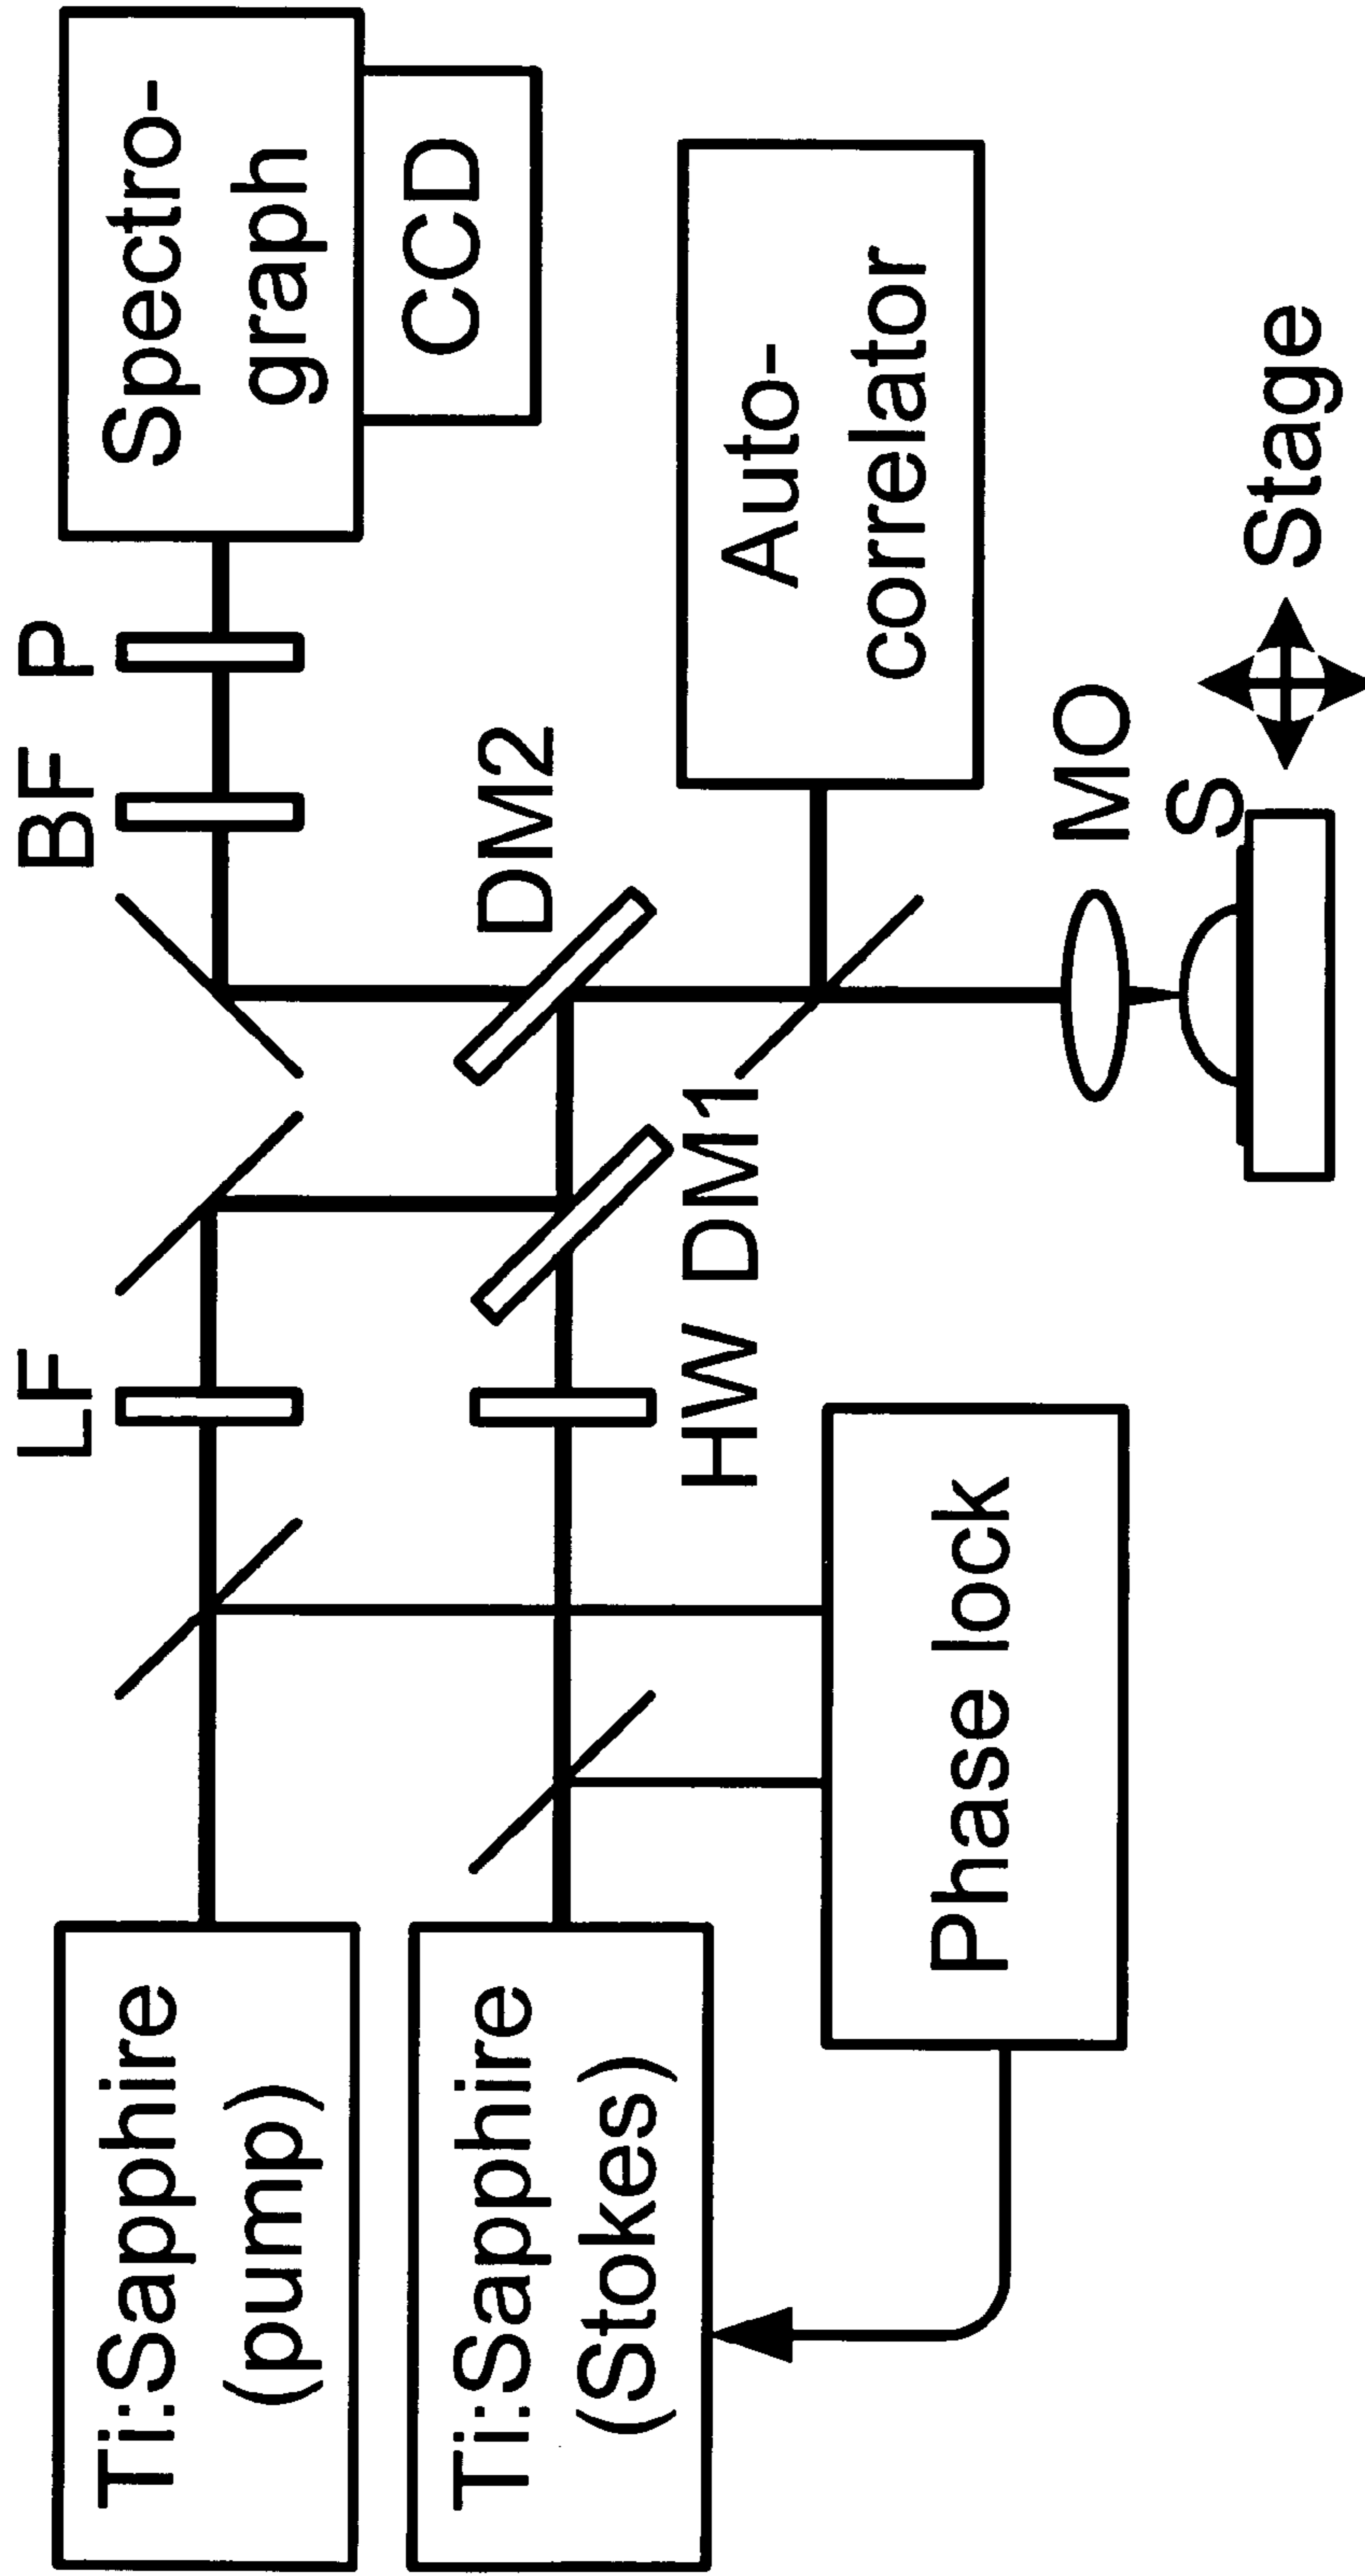 Ti:Sapphire
(pump)
LF
BF P
Spectro-
graph
CCD
Ti:Sapphire
(Stokes)
HW DM1
DM2
Auto-
correlator
Phase lock
MO
S
Stage